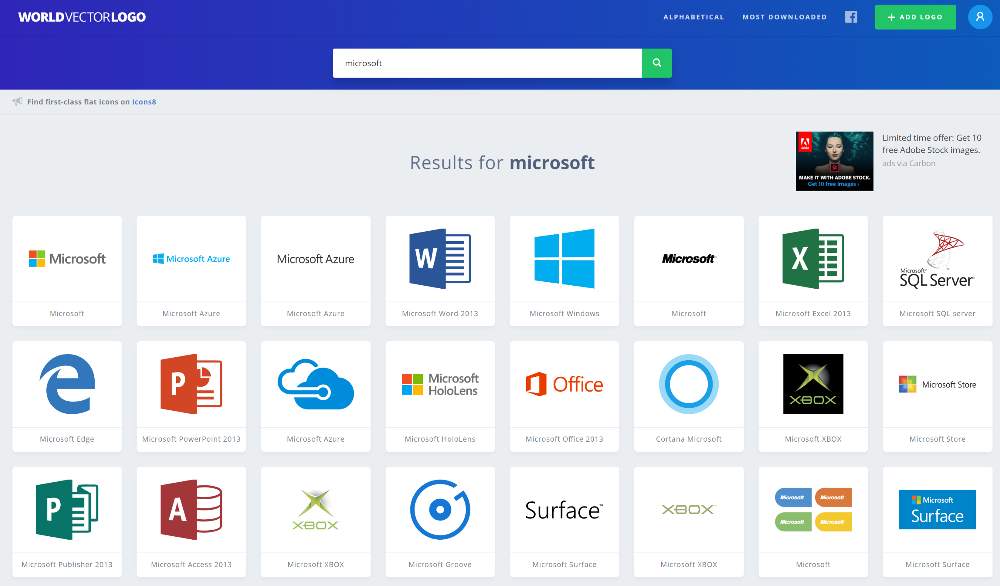 WORLDVECTORLOGO
ALPHABETICAL
MOST DOWNLOADED
ADD LOGO
microsoft
Find first-class flat icons on Icons8
Results for microsoft
Adobe
St
MAKE IT WITH ADOBE STOCK.
Get 10 free images ›
Limited time offer: Get 10
free Adobe Stock images.
ads via Carbon
Microsoft
Microsoft
Microsoft Azure
Microsoft Azure
Microsoft Azure
Microsoft Azure
W
Microsoft Word 2013
Microsoft Windows
Microsoft®
Microsoft
X
Microsoft Excel 2013
Microsoft®
SQL Server®
Microsoft SQL server
Microsoft Edge
P
Microsoft PowerPoint 2013
Microsoft Azure
Microsoft
HoloLens
Microsoft HoloLens
Office
Microsoft Office 2013
Cortana Microsoft
XBOX
Microsoft XBOX
Microsoft Store
Microsoft Store
P
Microsoft Publisher 2013
A
Microsoft Access 2013
XBOX
Microsoft XBOX
Microsoft Groove
Surface™
Microsoft Surface
XBOX™
Microsoft XBOX
Microsoft
Microsoft
Microsoft
Microsoft
Microsoft
Microsoft
Surface
Microsoft Surface